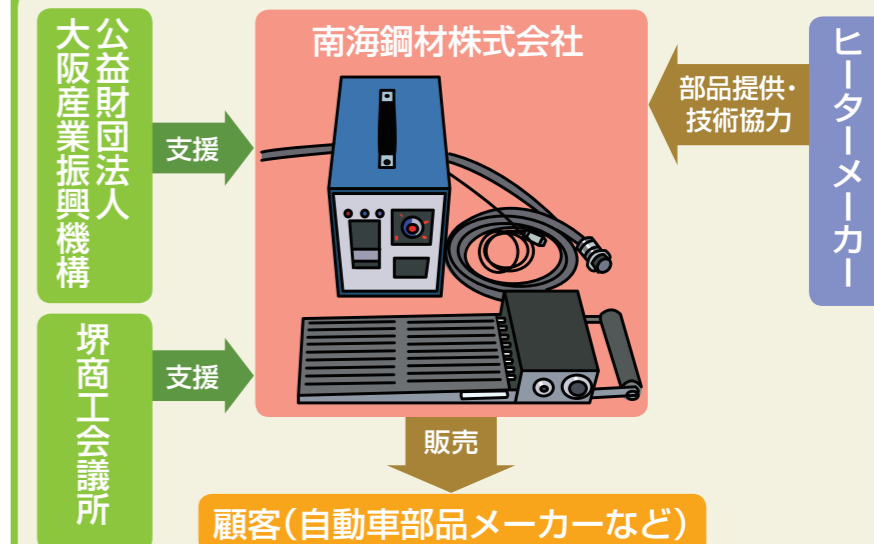 公益財団法人
大阪産業振興機構
支援
南海鋼材株式会社
部品提供・
技術協力
ヒーターメーカー
堺商工会議所
支援
販売
顧客(自動車部品メーカーなど)